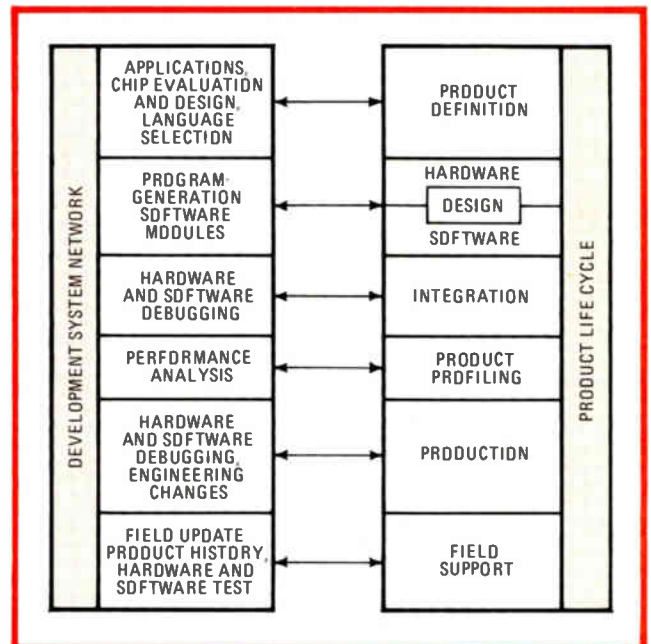 DEVELOPMENT SYSTEM NETWORK
APPLICATIONS,
CHIP EVALUATION
AND DESIGN,
LANGUAGE
SELECTION
PROGRAM-
GENERATION
SOFTWARE
MODULES
HARDWARE
AND SOFTWARE
DEBUGGING
PERFORMANCE
ANALYSIS
HARDWARE
AND SOFTWARE
DEBUGGING,
ENGINEERING
CHANGES
FIELD UPDATE
PRODUCT HISTORY,
HARDWARE AND
SOFTWARE TEST
PRODUCT
DEFINITION
HARDWARE
DESIGN
SOFTWARE
INTEGRATION
PRODUCT
PROFILING
PRODUCTION
FIELD
SUPPORT
PRODUCT LIFE CYCLE